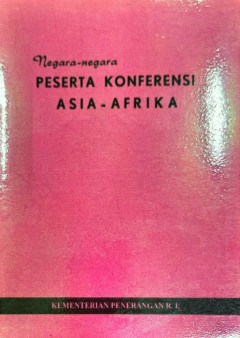 Negara-negara
PESERTA KONFERENSI
ASIA-AFRIKA
KEMENTERIAN PENERANGAN R. I.